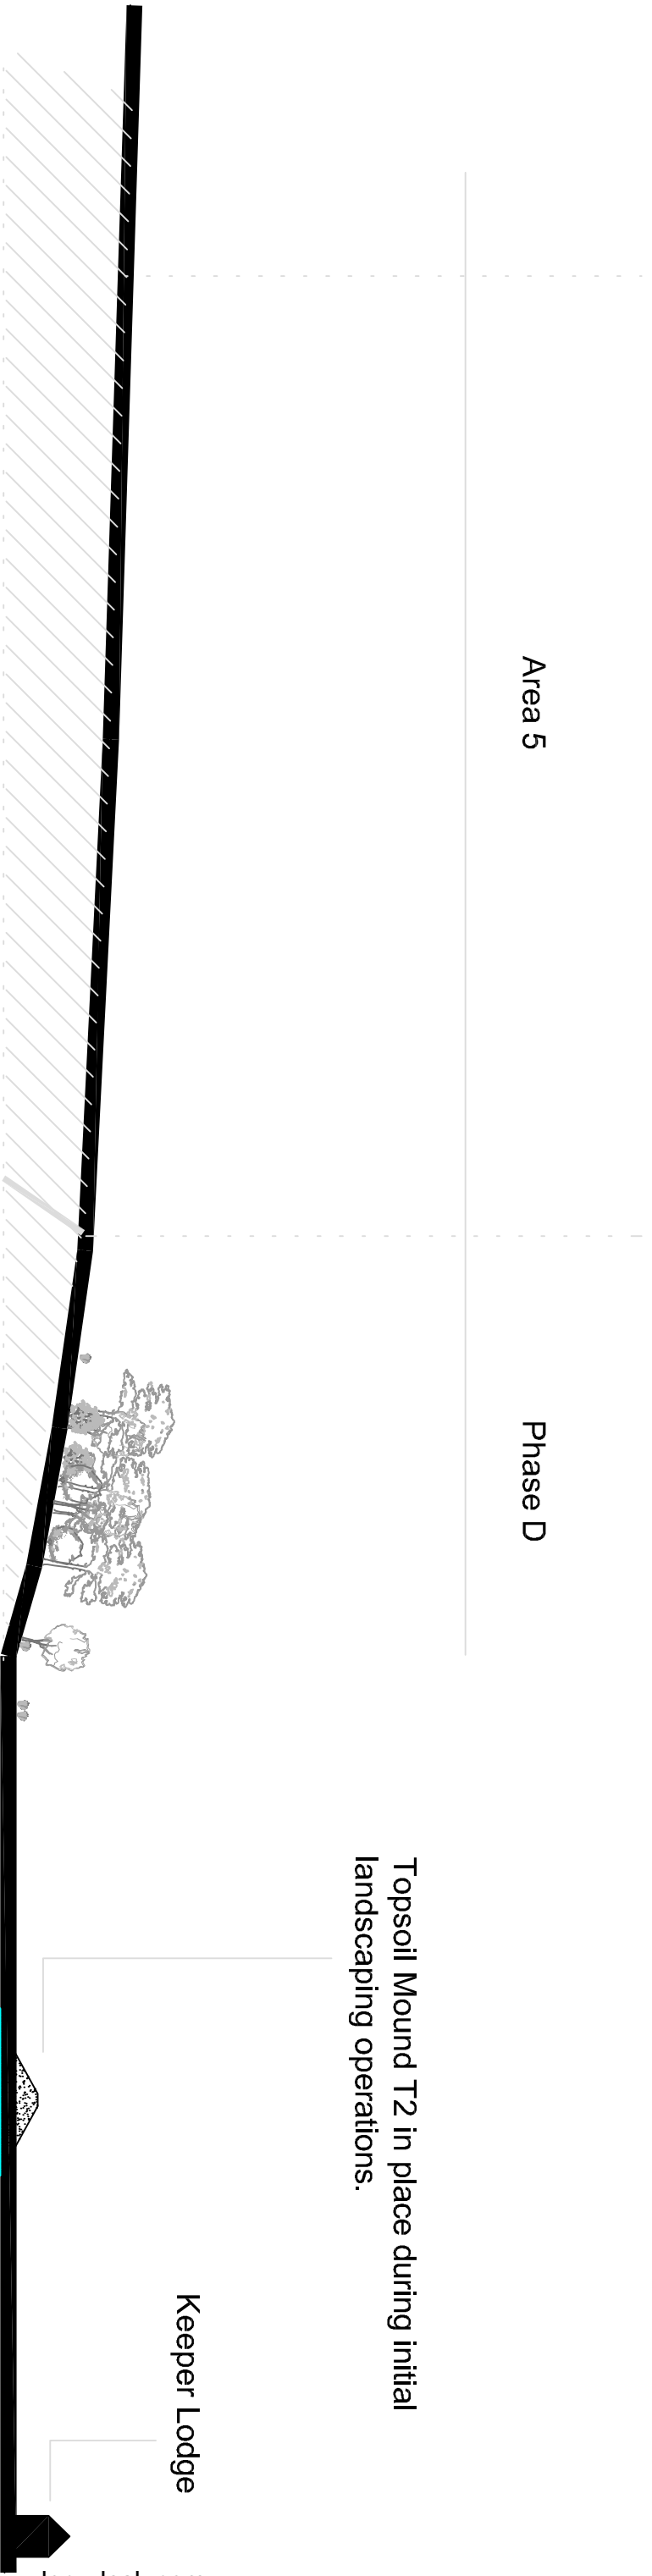 Area 5
Phase D
Topsoil Mound T2 in place during initial
landscaping operations.
Keeper Lodge